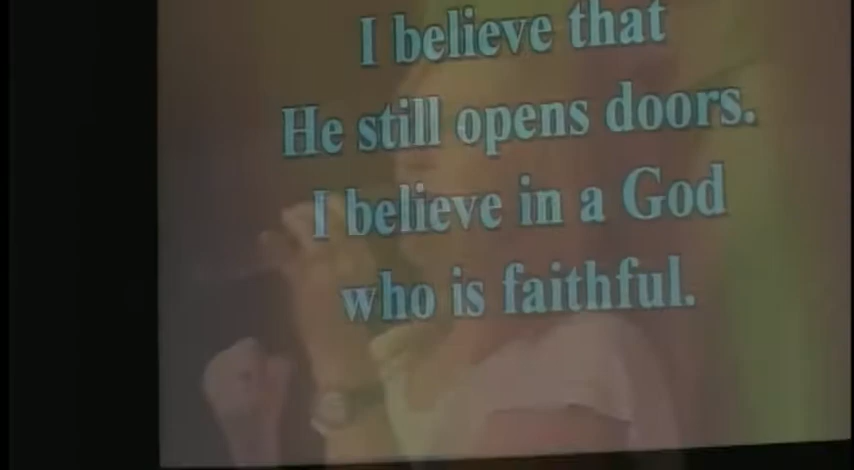 I believe that
He still opens doors.
I believe in a God
who is faithful.